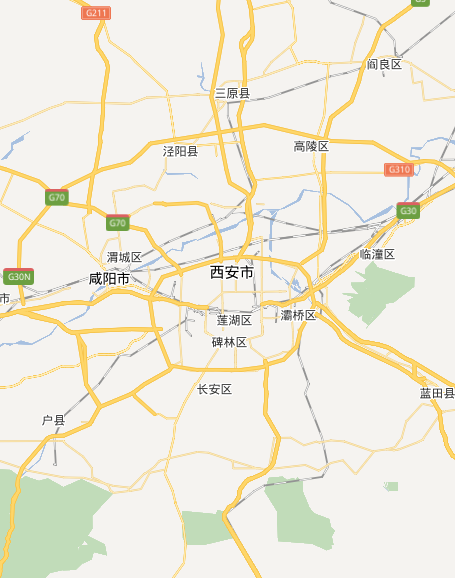 G5
G211
阎良区
三原县
泾阳县
高陵区
G310
G70
G30
G70
渭城区
临潼区
西安市
G30N
咸阳市
市
莲湖区
灞桥区
碑林区
长安区
蓝田县
户县